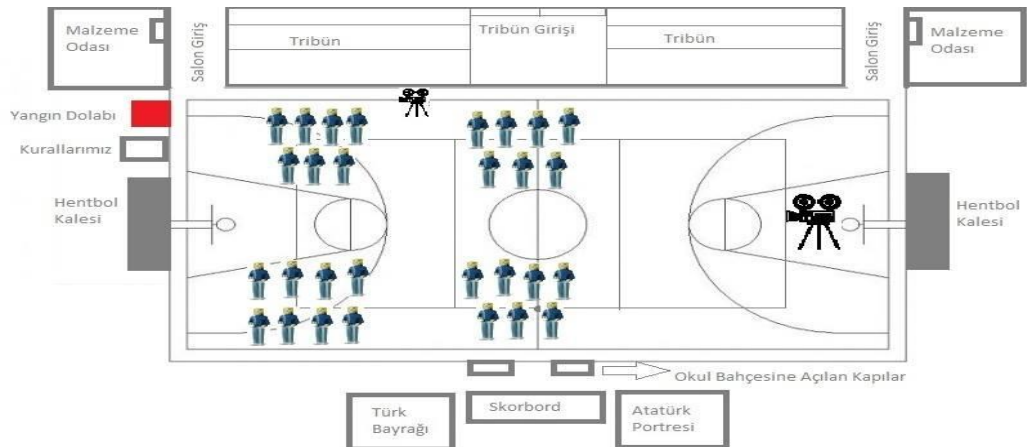 Malzeme
Odası
Salon Giriş
Tribün
Tribün Girişi
Tribün
Salon Giriş
Malzeme
Odası
Yangın Dolabı
Kurallarımız
Hentbol
Kalesi
Hentbol
Kalesi
Okul Bahçesine Açılan Kapılar
Türk
Bayrağı
Skorbord
Atatürk
Portresi